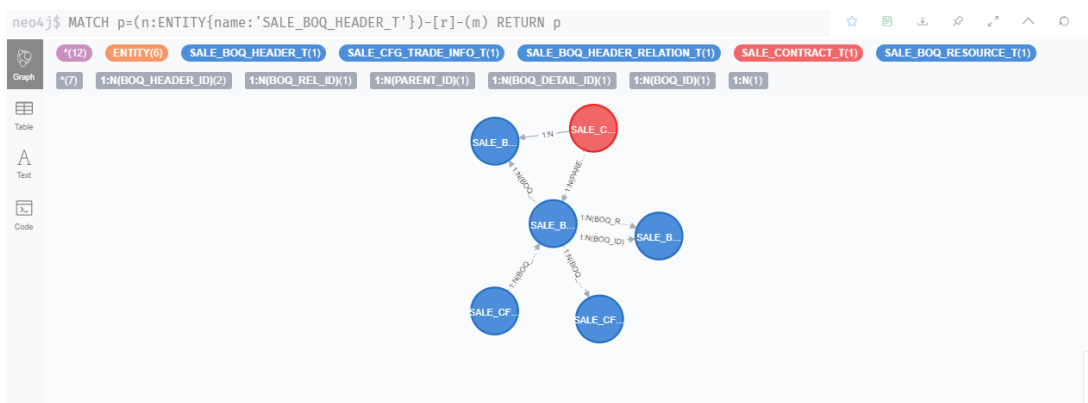 neo4j$ MATCH p=(n:ENTITY{name:'SALE_BOQ_HEADER_T'})-[r]-(m) RETURN p
*(12) ENTITY(6) SALE_BOQ_HEADER_T(1) SALE_CFG_TRADE_INFO_T(1) SALE_BOQ_HEADER_RELATION_T(1) SALE_CONTRACT_T(1) SALE_BOQ_RESOURCE_T(1)
Graph
*(7) 1:N(BOQ_HEADER_ID)(2) 1:N(BOQ_REL_ID)(1) 1:N(PARENT_ID)(1) 1:N(BOQ_DETAIL_ID)(1) 1:N(BOQ_ID)(1) 1:N(1)
Table
A
Text
Code
SALE_B...
1:N
SALE_C...
1:N(BOQ_...
1:N(PARE...
SALE_B...
1:N(BOQ_R...
1:N(BOQ_ID)
SALE_B...
1:N(BOQ_...
1:N(BOQ_...
SALE_CF...
SALE_CF...